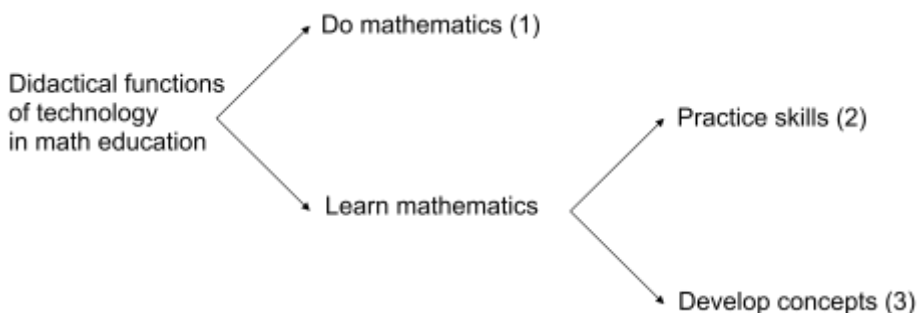 Do mathematics (1)
Didactical functions
of technology
in math education
Practice skills (2)
Learn mathematics
Develop concepts (3)